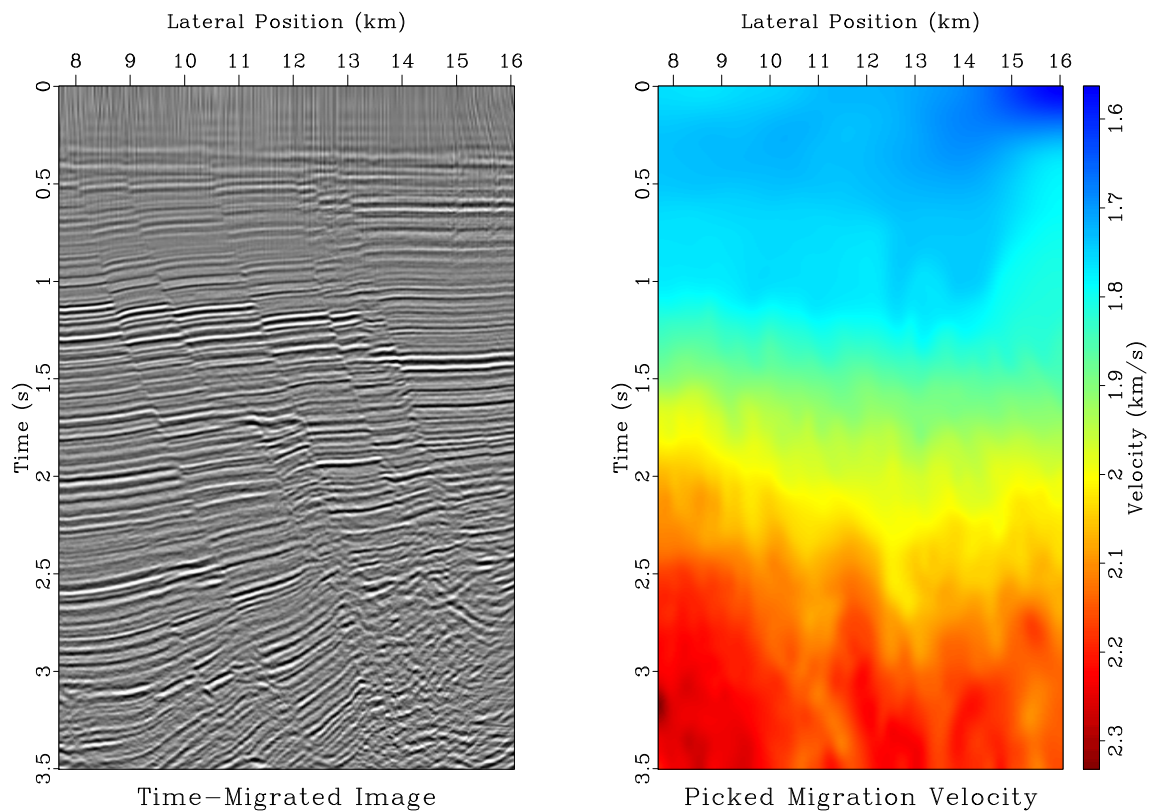 Lateral Position (km)
8 9 10 11 12 13 14 15 16
0
0.5
1
1.5
2
2.5
3
3.5
Time (s)
Time−Migrated Image
Lateral Position (km)
8 9 10 11 12 13 14 15 16
0
0.5
1
1.5
2
2.5
3
3.5
Time (s)
Picked Migration Velocity
1.6
1.7
1.8
1.9
2
2.1
2.2
2.3
Velocity (km/s)